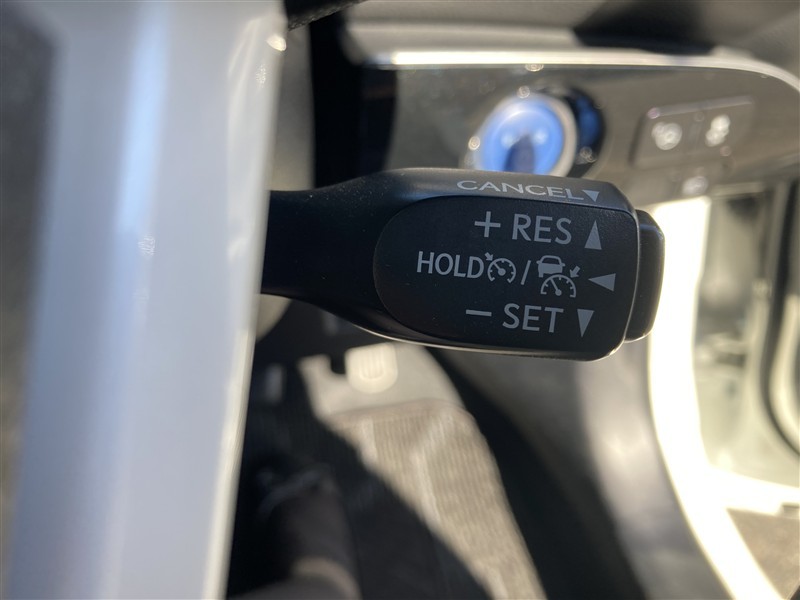 CANCEL▼
+ RES ▲
HOLD / ◀
− SET ▼